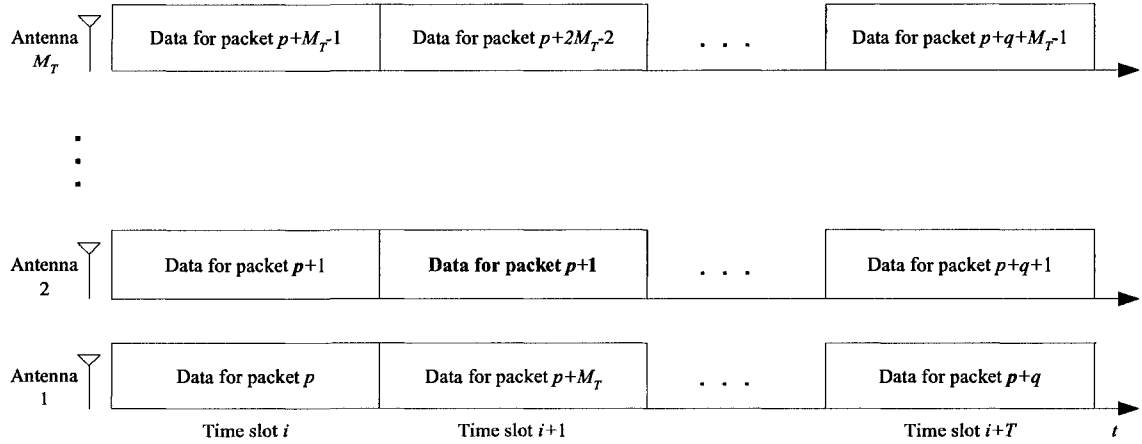 Antenna
M_T
Data for packet p+M_T-1
Data for packet p+2M_T-2
. . .
Data for packet p+q+M_T-1
Antenna
2
Data for packet p+1
Data for packet p+1
. . .
Data for packet p+q+1
Antenna
1
Data for packet p
Data for packet p+M_T
. . .
Data for packet p+q
Time slot i
Time slot i+1
Time slot i+T
t